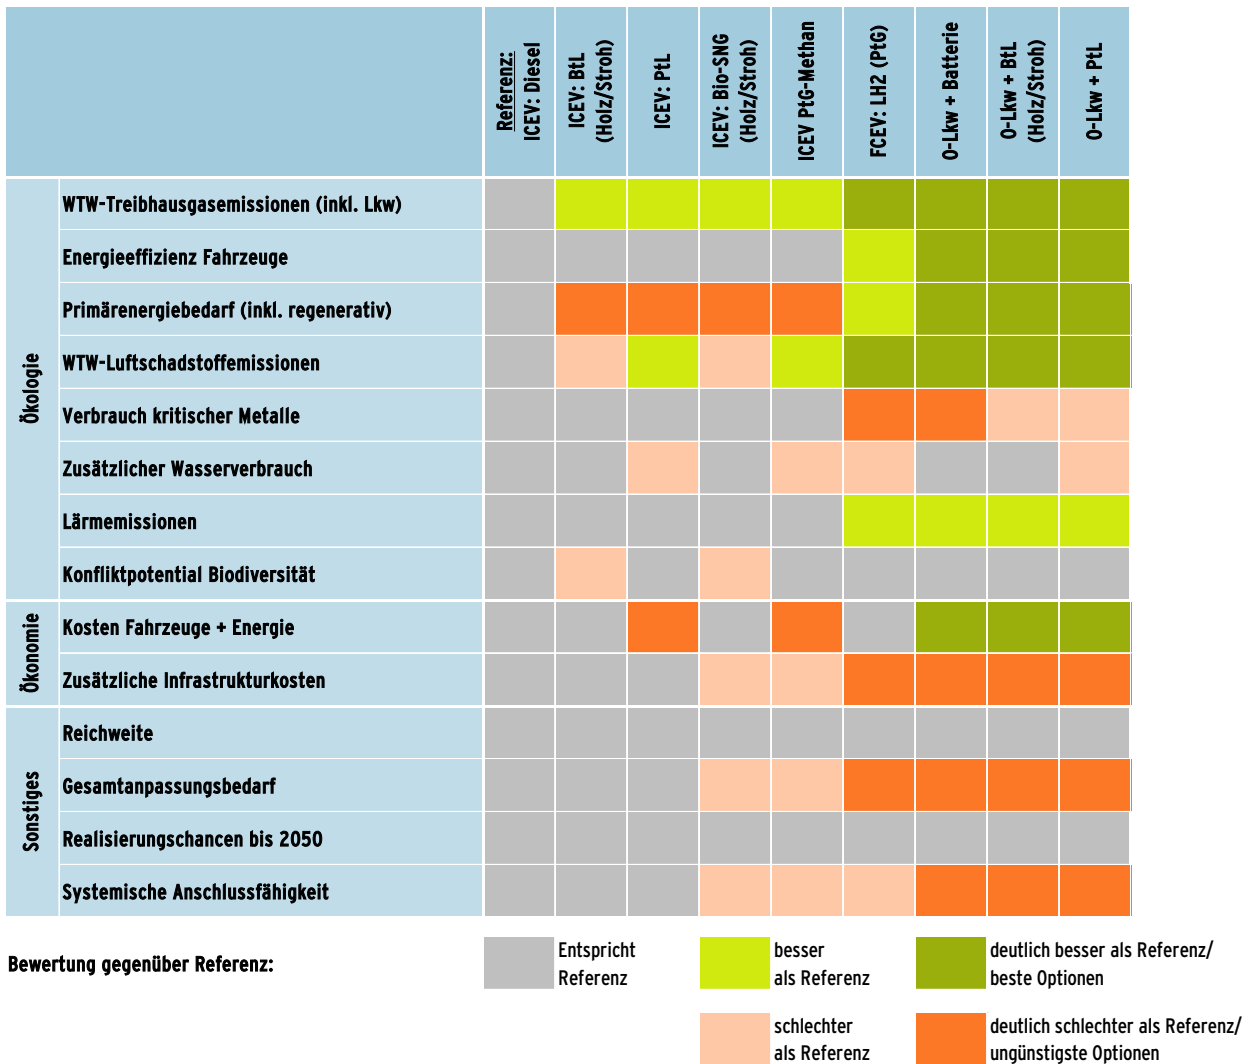 Referenz:
ICEV: Diesel
ICEV: BtL
(Holz/Stroh)
ICEV: PtL
ICEV: Bio-SNG
(Holz/Stroh)
ICEV PtG-Methan
FCEV: LH2 (PtG)
O-Lkw + Batterie
O-Lkw + BtL
(Holz/Stroh)
O-Lkw + PtL
Ökologie
WTW-Treibhausgasemissionen (inkl. Lkw)
Energieeffizienz Fahrzeuge
Primärenergiebedarf (inkl. regenerativ)
WTW-Luftschadstoffemissionen
Verbrauch kritischer Metalle
Zusätzlicher Wasserverbrauch
Lärmemissionen
Konfliktpotential Biodiversität
Ökonomie
Kosten Fahrzeuge + Energie
Zusätzliche Infrastrukturkosten
Sonstiges
Reichweite
Gesamtanpassungsbedarf
Realisierungschancen bis 2050
Systemische Anschlussfähigkeit
Bewertung gegenüber Referenz:
Entspricht
Referenz
besser
als Referenz
deutlich besser als Referenz/
beste Optionen
schlechter
als Referenz
deutlich schlechter als Referenz/
ungünstigste Optionen